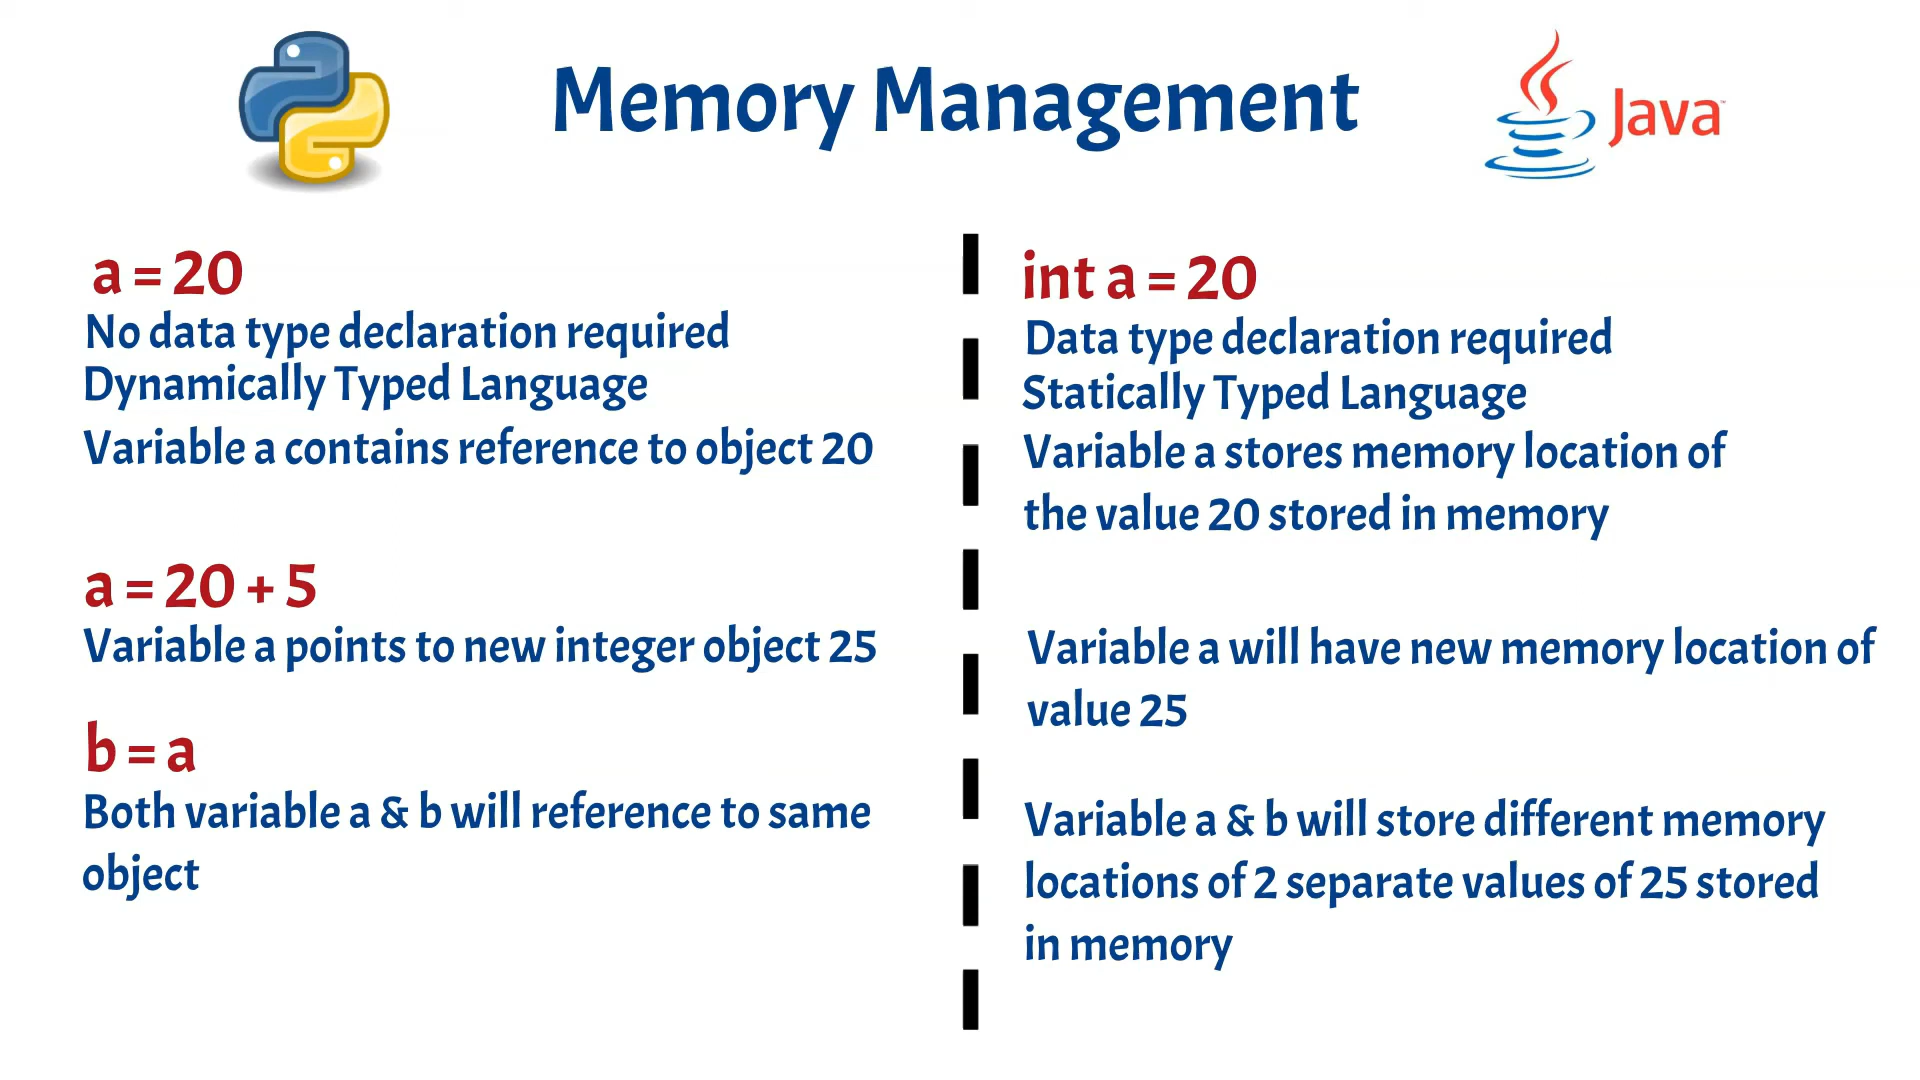 Memory Management
Java™
a = 20
No data type declaration required
Dynamically Typed Language
Variable a contains reference to object 20
a = 20 + 5
Variable a points to new integer object 25
b = a
Both variable a & b will reference to same
object
int a = 20
Data type declaration required
Statically Typed Language
Variable a stores memory location of
the value 20 stored in memory
Variable a will have new memory location of
value 25
Variable a & b will store different memory
locations of 2 separate values of 25 stored
in memory